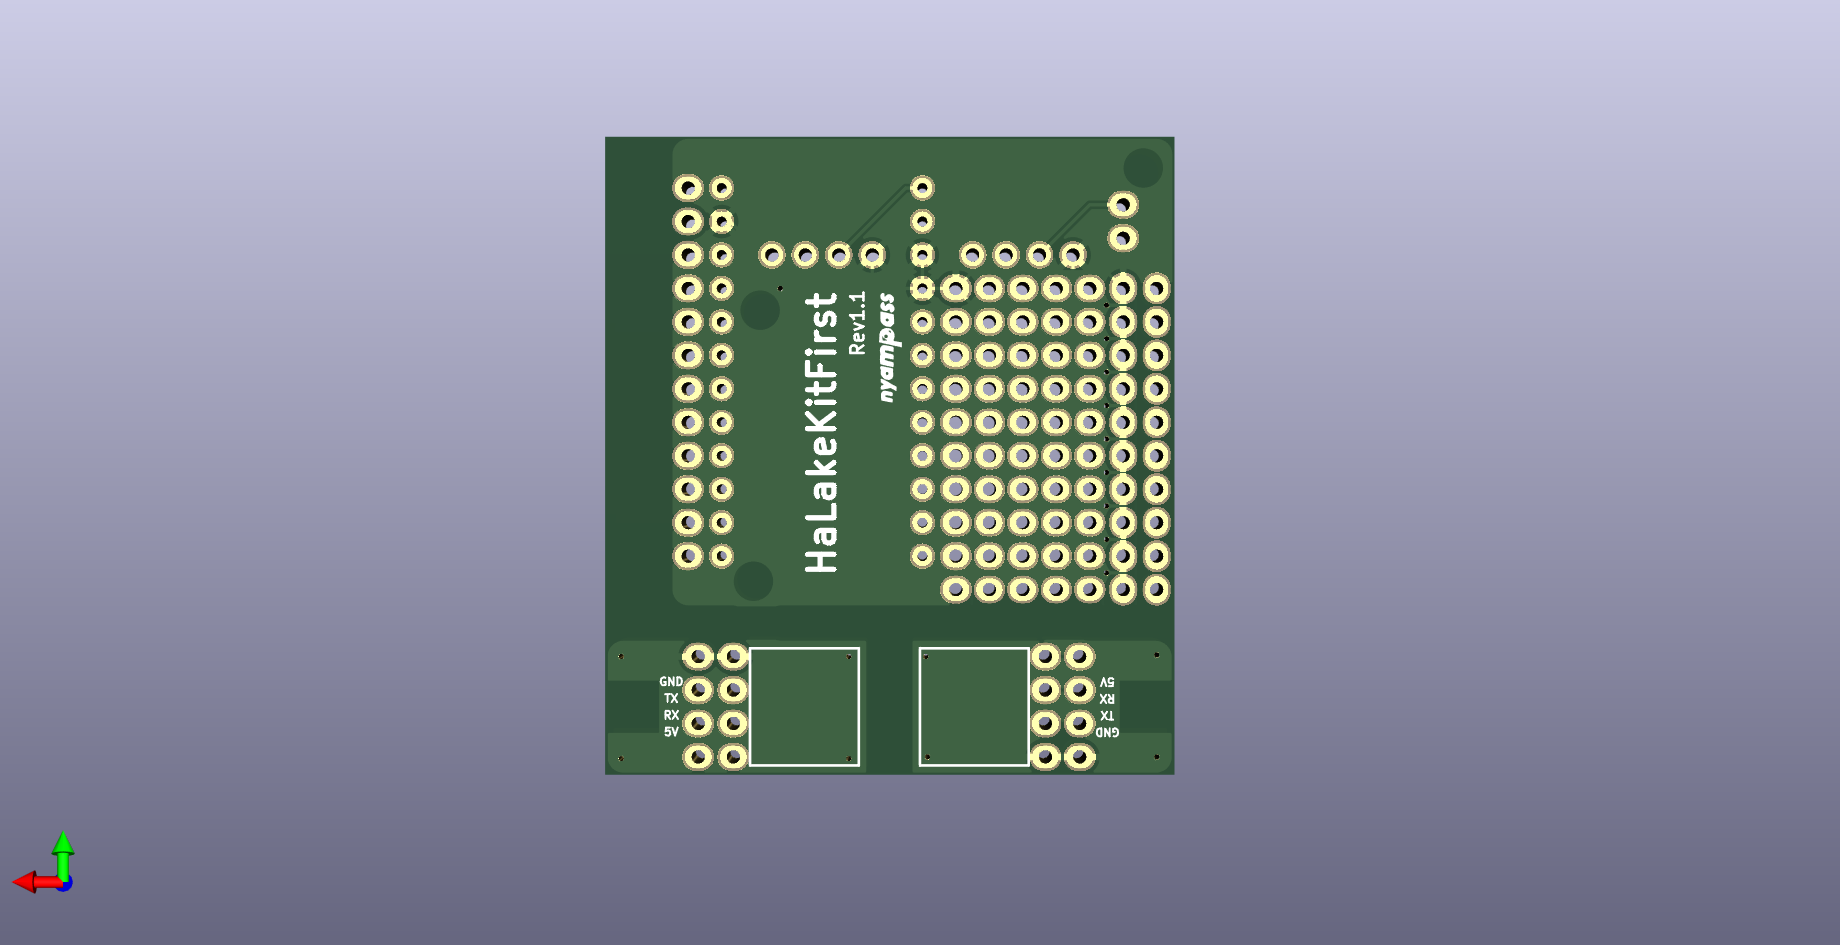 HaLakeKitFirst
Rev1.1
nyampass
GND
TX
RX
5V
5V
RX
TX
GND